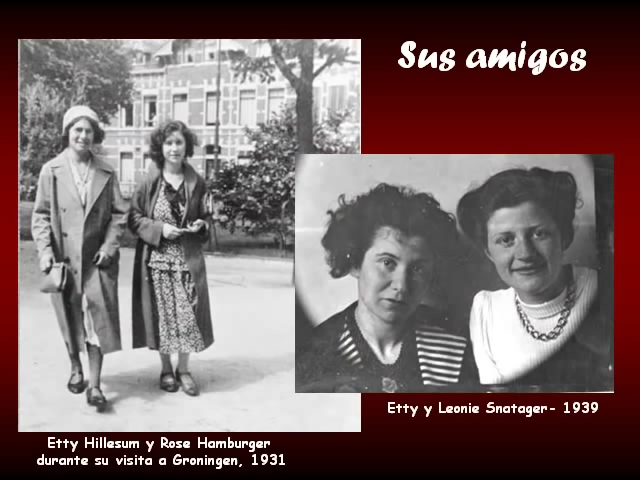 Sus amigos
Etty y Leonie Snatager- 1939
Etty Hillesum y Rose Hamburger
durante su visita a Groningen, 1931